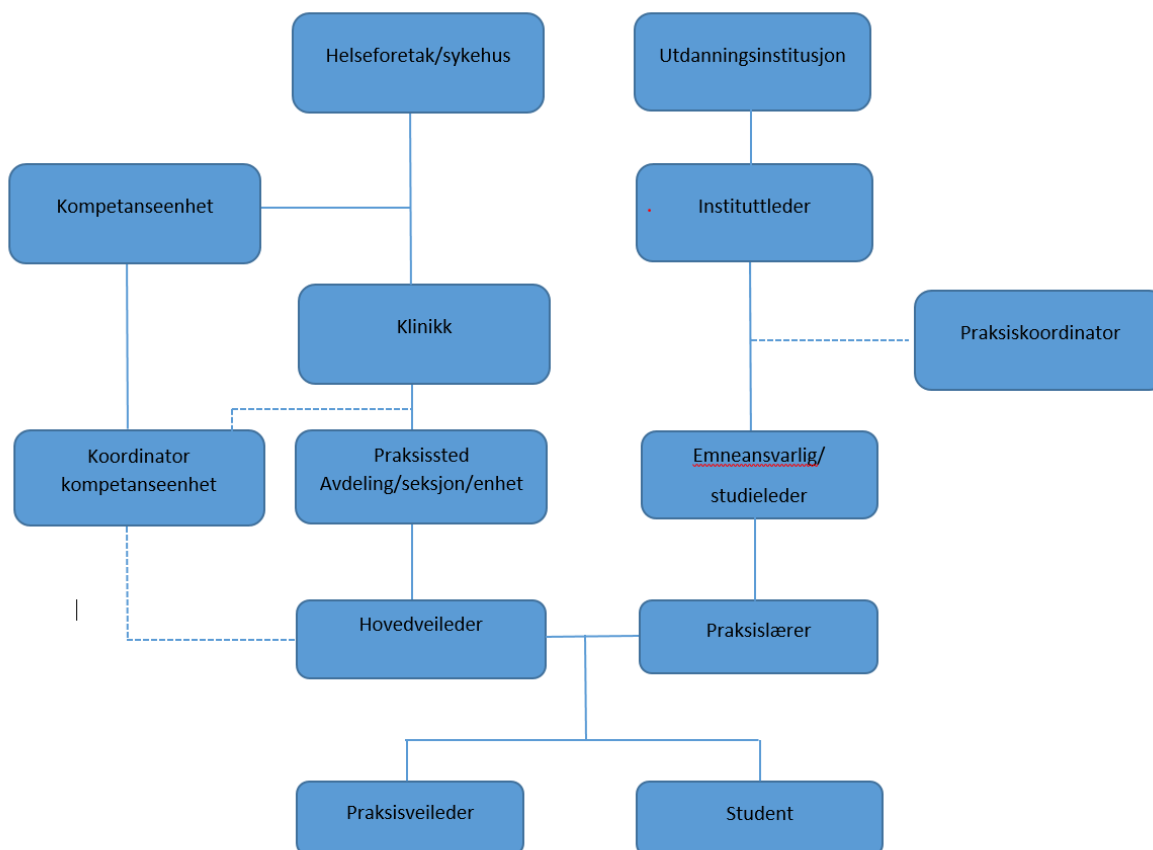 Helseforetak/sykehus
Utdanningsinstitusjon
Kompetanseenhet
Instituttleder
Klinikk
Praksiskoordinator
Koordinator
kompetanseenhet
Praksissted
Avdeling/seksjon/enhet
Emneansvarlig/
studieleder
Hovedveileder
Praksislærer
Praksisveileder
Student